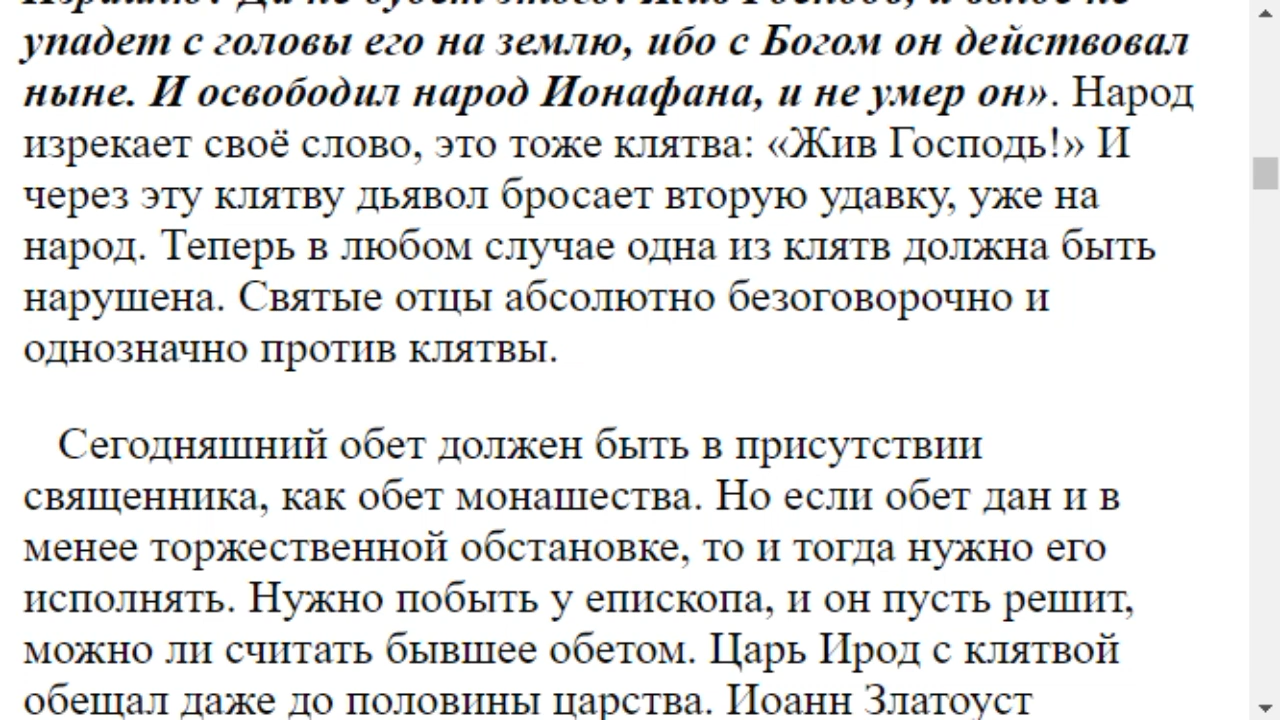 упадет с головы его на землю, ибо с Богом он действовал
ныне. И освободил народ Ионафана, и не умер он». Народ
изрекает своё слово, это тоже клятва: «Жив Господь!» И
через эту клятву дьявол бросает вторую удавку, уже на
народ. Теперь в любом случае одна из клятв должна быть
нарушена. Святые отцы абсолютно безоговорочно и
однозначно против клятвы.
Сегодняшний обет должен быть в присутствии
священника, как обет монашества. Но если обет дан и в
менее торжественной обстановке, то и тогда нужно его
исполнять. Нужно побыть у епископа, и он пусть решит,
можно ли считать бывшее обетом. Царь Ирод с клятвой
обещал даже до половины царства. Иоанн Златоуст